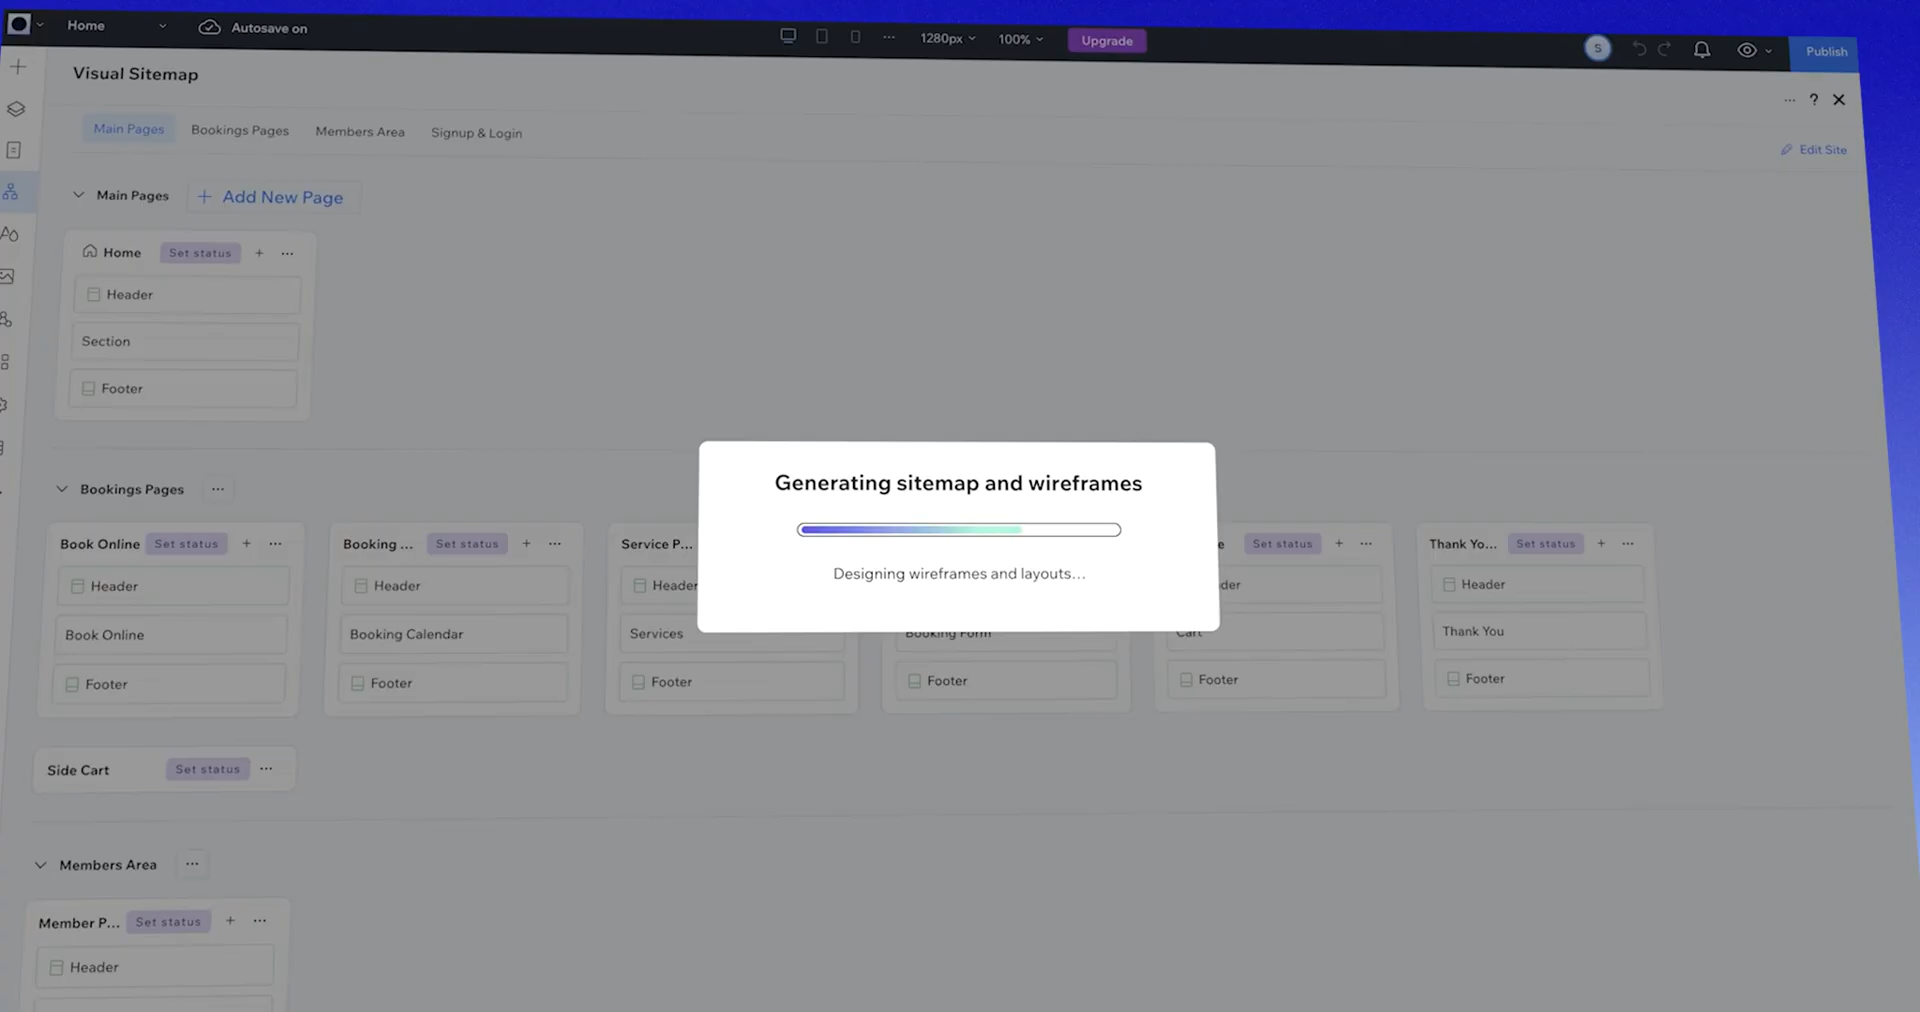 Home
Autosave on
1280px
100%
Upgrade
S
Publish
Visual Sitemap
?
Main Pages
Bookings Pages
Members Area
Signup & Login
Edit Site
Main Pages
+ Add New Page
Home
Set status
Header
Section
Footer
Bookings Pages
Generating sitemap and wireframes
Designing wireframes and layouts...
Book Online
Set status
Booking ...
Set status
Service P...
e
Set status
Thank Yo...
Set status
Header
Header
Header
der
Header
Book Online
Booking Calendar
Services
Booking Form
Cart
Thank You
Footer
Footer
Footer
Footer
Footer
Footer
Side Cart
Set status
Members Area
Member P...
Set status
Header